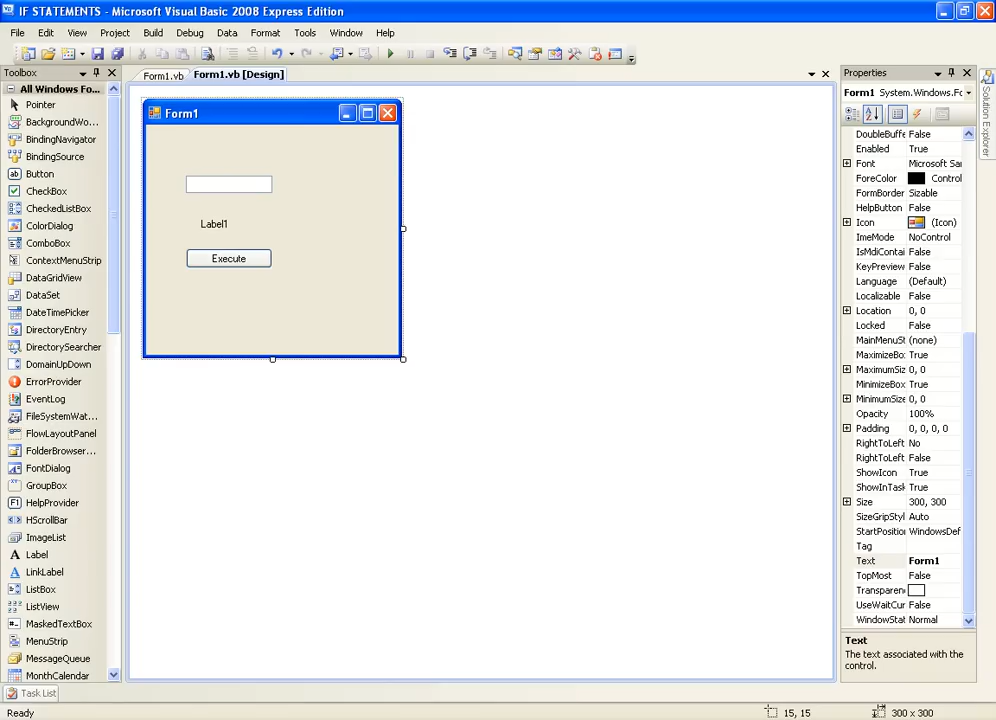 IF STATEMENTS - Microsoft Visual Basic 2008 Express Edition
File Edit View Project Build Debug Data Format Tools Window Help
Toolbox
All Windows Fo...
Pointer
BackgroundWo...
BindingNavigator
BindingSource
Button
CheckBox
CheckedListBox
ColorDialog
ComboBox
ContextMenuStrip
DataGridView
DataSet
DateTimePicker
DirectoryEntry
DirectorySearcher
DomainUpDown
ErrorProvider
EventLog
FileSystemWat...
FlowLayoutPanel
FolderBrowser...
FontDialog
GroupBox
HelpProvider
HScrollBar
ImageList
Label
LinkLabel
ListBox
ListView
MaskedTextBox
MenuStrip
MessageQueue
MonthCalendar
Task List
Ready
Form1.vb Form1.vb [Design]
Form1
Label1
Execute
Properties
Form1 System.Windows.Fo
DoubleBuffe False
Enabled True
Font Microsoft San
ForeColor Control
FormBorder Sizable
HelpButton False
Icon (Icon)
ImeMode NoControl
IsMdiContai False
KeyPreview False
Language (Default)
Localizable False
Location 0, 0
Locked False
MainMenuSt (none)
MaximizeBo True
MaximumSiz 0, 0
MinimizeBo True
MinimumSize 0, 0
Opacity 100%
Padding 0, 0, 0, 0
RightToLeft No
RightToLeft False
ShowIcon True
ShowInTask True
Size 300, 300
SizeGripStyl Auto
StartPosition WindowsDef
Tag
Text Form1
TopMost False
Transparen
UseWaitCur False
WindowStat Normal
Text
The text associated with the
control.
Solution Explorer
15, 15
300 x 300